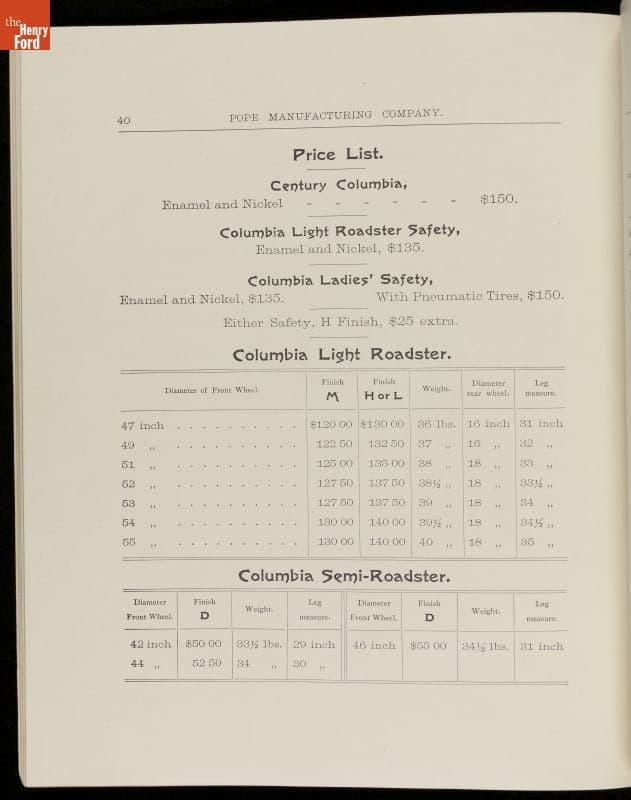 the
Henry
Ford
40 POPE MANUFACTURING COMPANY.
Price List.
Century Columbia,
Enamel and Nickel - - - - - - $150.
Columbia Light Roadster Safety,
Enamel and Nickel, $135.
Columbia Ladies' Safety,
Enamel and Nickel, $135. With Pneumatic Tires, $150.
Either Safety, H Finish, $25 extra.
Columbia Light Roadster.
Diameter of Front Wheel. Finish M Finish H or L Weight. Diameter rear wheel. Leg measure.
47 inch . . . . . . . . . . $120 00 $130 00 36 lbs. 16 inch 31 inch
49 „ . . . . . . . . . . 122 50 132 50 37 „ 16 „ 32 „
51 „ . . . . . . . . . . 125 00 135 00 38 „ 18 „ 33 „
52 „ . . . . . . . . . . 127 50 137 50 38½ „ 18 „ 33½ „
53 „ . . . . . . . . . . 127 50 137 50 39 „ 18 „ 34 „
54 „ . . . . . . . . . . 130 00 140 00 39½ „ 18 „ 34½ „
55 „ . . . . . . . . . . 130 00 140 00 40 „ 18 „ 35 „
Columbia Semi-Roadster.
Diameter Front Wheel. Finish D Weight. Leg measure. Diameter Front Wheel. Finish D Weight. Leg measure.
42 inch $50 00 33½ lbs. 29 inch 46 inch $55 00 34½ lbs. 31 inch
44 „ 52 50 34 „ 30 „